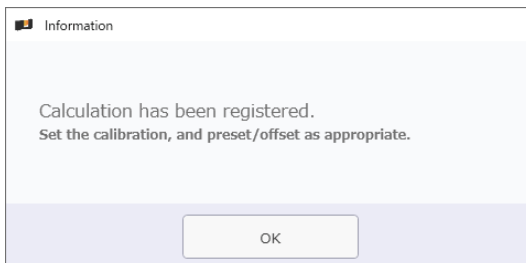 Information
Calculation has been registered.
Set the calibration, and preset/offset as appropriate.
OK